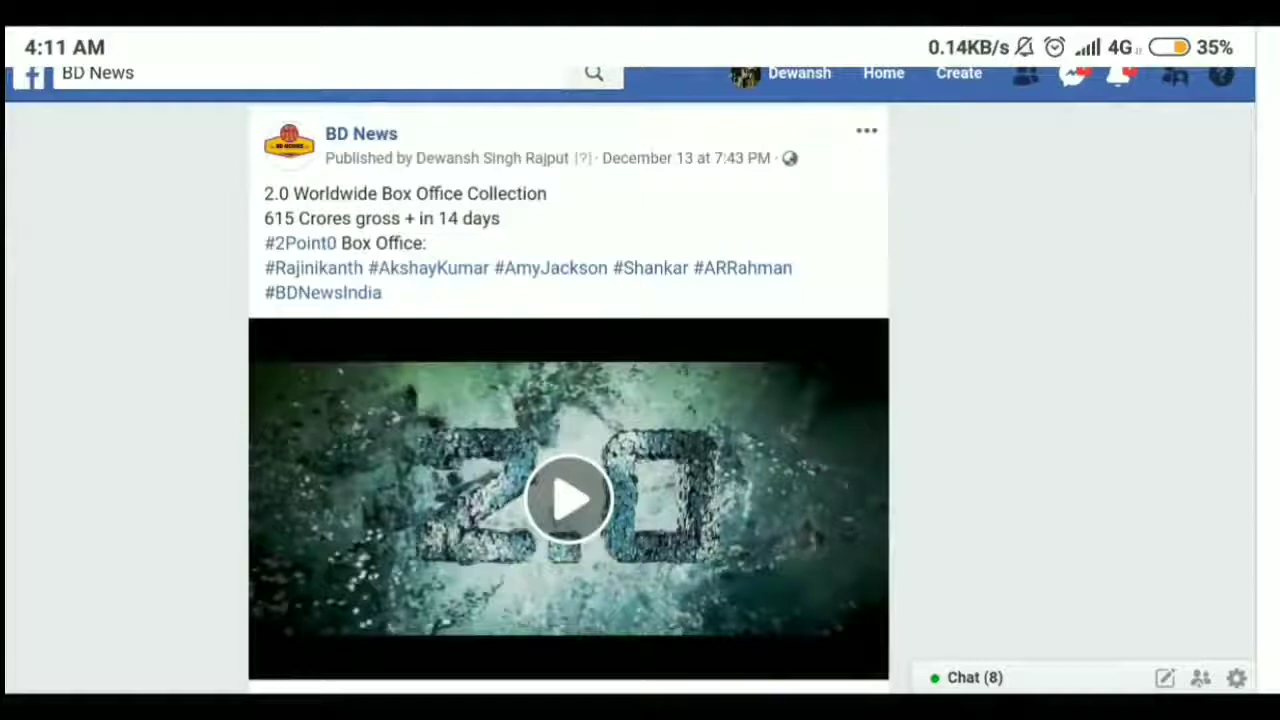 4:11 AM
0.14KB/s 4G 35%
BD News
Dewansh Home Create
BD News
Published by Dewansh Singh Rajput [?] · December 13 at 7:43 PM ·
2.0 Worldwide Box Office Collection
615 Crores gross + in 14 days
#2Point0 Box Office:
#Rajinikanth #AkshayKumar #AmyJackson #Shankar #ARRahman
#BDNewsIndia
2.0
Chat (8)